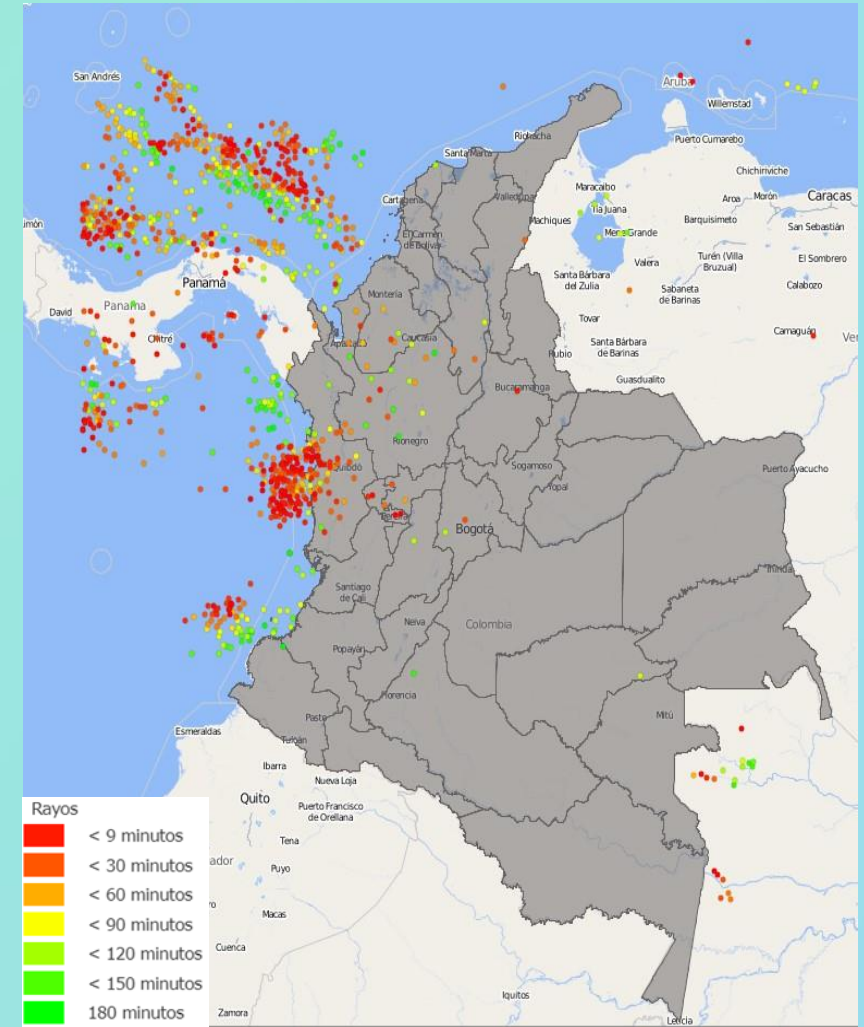 San Andrés
Aruba
Willemstad
Riohacha
Puerto Cumarebo
Santa Marta
Chichiriviche
Maracaibo
Aroa
Morón
Caracas
Cartagena
Valledupar
Tía Juana
Machiques
Barquisimeto
San Sebastián
Limón
El Carmen
de Bolívar
Mene Grande
Valera
Turén (Villa
Bruzual)
El Sombrero
Panamá
Santa Bárbara
del Zulia
Sabaneta
de Barinas
Calabozo
Montería
David
Panamá
Tovar
Camaguán
Chitré
Apartadó
Caucasia
Santa Bárbara
de Barinas
Rubio
Guasdualito
Bucaramanga
Rionegro
Quibdó
Sogamoso
Puerto Ayacucho
Yopal
Pereira
Bogotá
Inírida
Santiago
de Cali
Neiva
Colombia
Popayán
Florencia
Mitú
Pasto
Esmeraldas
Tulcán
Ibarra
Nueva Loja
Quito
Puerto Francisco
de Orellana
Rayos
< 9 minutos
< 30 minutos
< 60 minutos
< 90 minutos
< 120 minutos
< 150 minutos
180 minutos
Tena
ador
Puyo
Macas
Cuenca
Iquitos
Zamora
Leticia